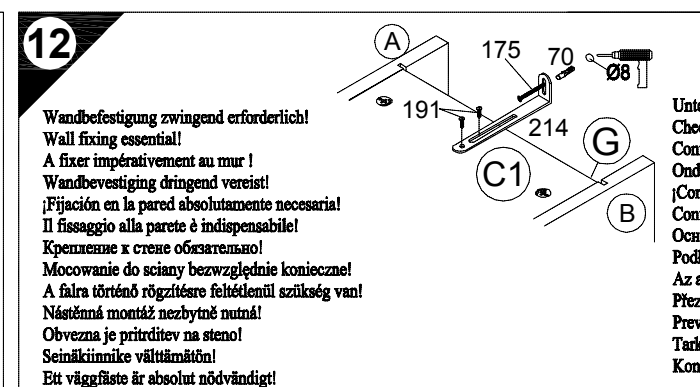 12
A
175
70
Ø8
191
214
G
C1
B
Wandbefestigung zwingend erforderlich!
Wall fixing essential!
A fixer impérativement au mur !
Wandbevestiging dringend vereist!
¡Fijación en la pared absolutamente necesaria!
Il fissaggio alla parete è indispensabile!
Крепление к стене обязательно!
Mocowanie do sciany bezwzględnie konieczne!
A falra történő rögzítésre feltétlenül szükség van!
Nástěnná montáž nezbytně nutná!
Obvezna je pritrditev na steno!
Seinäkiinnike välttämätön!
Ett väggfäste är absolut nödvändigt!